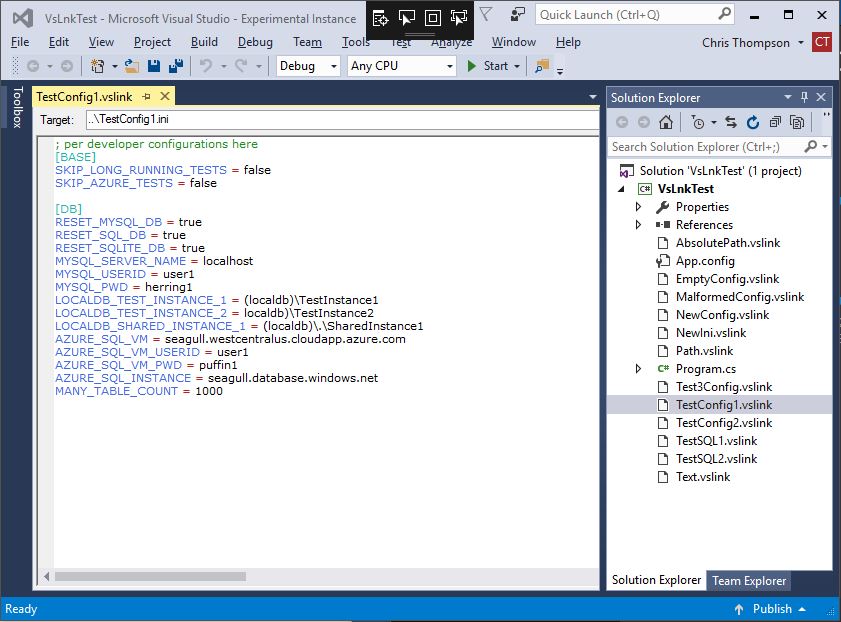 VsLnkTest - Microsoft Visual Studio - Experimental Instance
Quick Launch (Ctrl+Q)
File Edit View Project Build Debug Team Tools Test Analyze Window Help
Chris Thompson CT
Debug Any CPU Start
Toolbox
TestConfig1.vslink
Target: ..\TestConfig1.ini
; per developer configurations here
[BASE]
SKIP_LONG_RUNNING_TESTS = false
SKIP_AZURE_TESTS = false
[DB]
RESET_MYSQL_DB = true
RESET_SQL_DB = true
RESET_SQLITE_DB = true
MYSQL_SERVER_NAME = localhost
MYSQL_USERID = user1
MYSQL_PWD = herring1
LOCALDB_TEST_INSTANCE_1 = (localdb)\TestInstance1
LOCALDB_TEST_INSTANCE_2 = localdb)\TestInstance2
LOCALDB_SHARED_INSTANCE_1 = (localdb)\.\SharedInstance1
AZURE_SQL_VM = seagull.westcentralus.cloudapp.azure.com
AZURE_SQL_VM_USERID = user1
AZURE_SQL_VM_PWD = puffin1
AZURE_SQL_INSTANCE = seagull.database.windows.net
MANY_TABLE_COUNT = 1000
Solution Explorer
Search Solution Explorer (Ctrl+;)
Solution 'VsLnkTest' (1 project)
C# VsLnkTest
Properties
References
AbsolutePath.vslink
App.config
EmptyConfig.vslink
MalformedConfig.vslink
NewConfig.vslink
NewIni.vslink
Path.vslink
C# Program.cs
Test3Config.vslink
TestConfig1.vslink
TestConfig2.vslink
TestSQL1.vslink
TestSQL2.vslink
Text.vslink
Solution Explorer Team Explorer
Ready
Publish